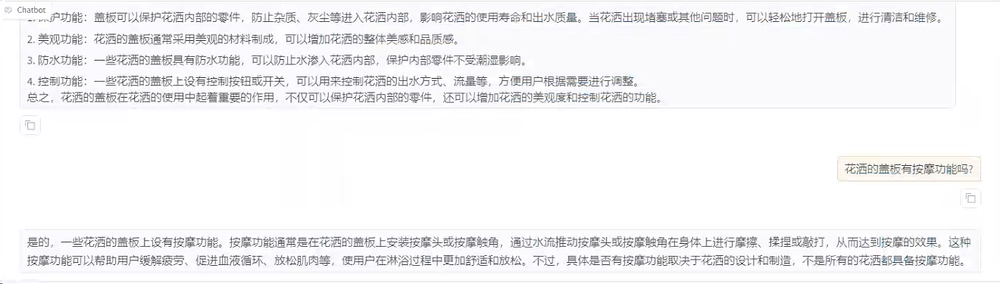 Chatbot
1. 保护功能：盖板可以保护花洒内部的零件，防止杂质、灰尘等进入花洒内部，影响花洒的使用寿命和出水质量。当花洒出现堵塞或其他问题时，可以轻松地打开盖板，进行清洁和维修。
2. 美观功能：花洒的盖板通常采用美观的材料制成，可以增加花洒的整体美感和品质感。
3. 防水功能：一些花洒的盖板具有防水功能，可以防止水渗入花洒内部，保护内部零件不受潮湿影响。
4. 控制功能：一些花洒的盖板上设有控制按钮或开关，可以用来控制花洒的出水方式、流量等，方便用户根据需要进行调整。
总之，花洒的盖板在花洒的使用中起着重要的作用，不仅可以保护花洒内部的零件，还可以增加花洒的美观度和控制花洒的功能。
花洒的盖板有按摩功能吗?
是的，一些花洒的盖板上设有按摩功能。按摩功能通常是在花洒的盖板上安装按摩头或按摩触角，通过水流推动按摩头或按摩触角在身体上进行摩擦、揉捏或敲打，从而达到按摩的效果。这种
按摩功能可以帮助用户缓解疲劳、促进血液循环、放松肌肉等，使用户在淋浴过程中更加舒适和放松。不过，具体是否有按摩功能取决于花洒的设计和制造，不是所有的花洒都具备按摩功能。